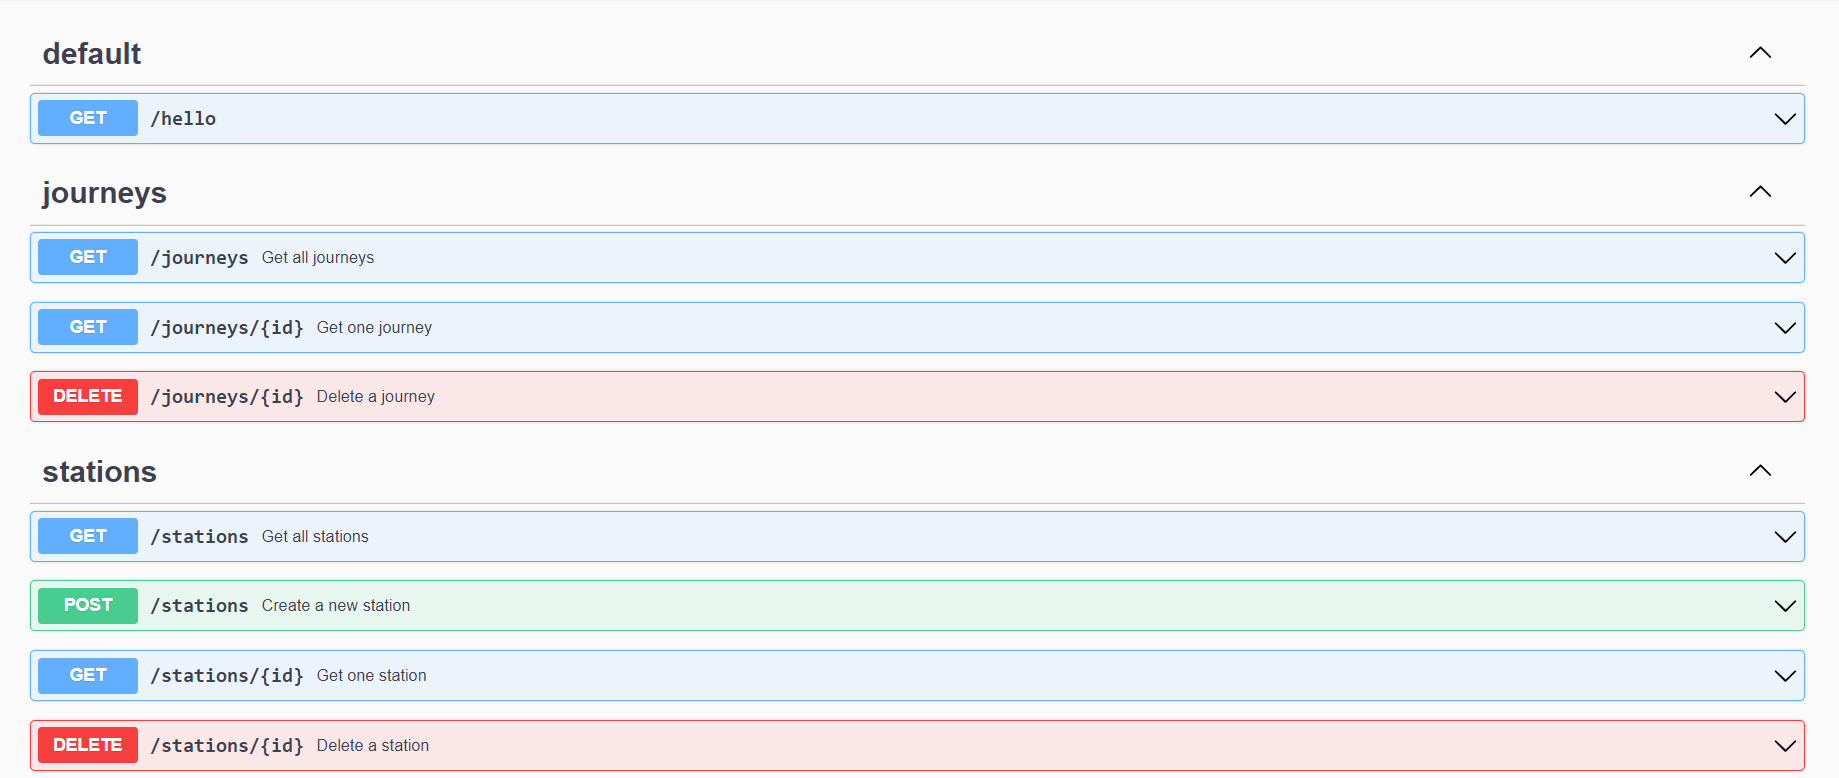 default
GET /hello
journeys
GET /journeys Get all journeys
GET /journeys/{id} Get one journey
DELETE /journeys/{id} Delete a journey
stations
GET /stations Get all stations
POST /stations Create a new station
GET /stations/{id} Get one station
DELETE /stations/{id} Delete a station